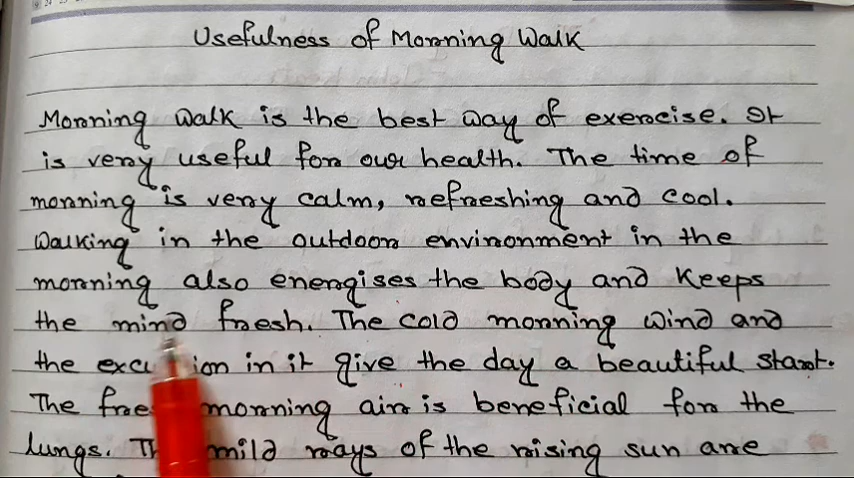 Usefulness of Morning Walk
Morning Walk is the best way of exercise. It
is very useful for our health. The time of
morning is very calm, refreshing and cool.
Walking in the outdoor environment in the
morning also energises the body and Keeps
the mind fresh. The cold morning wind and
the in it give the day a beautiful start.
The morning air is beneficial for the
lungs. mild rays of the rising sun are